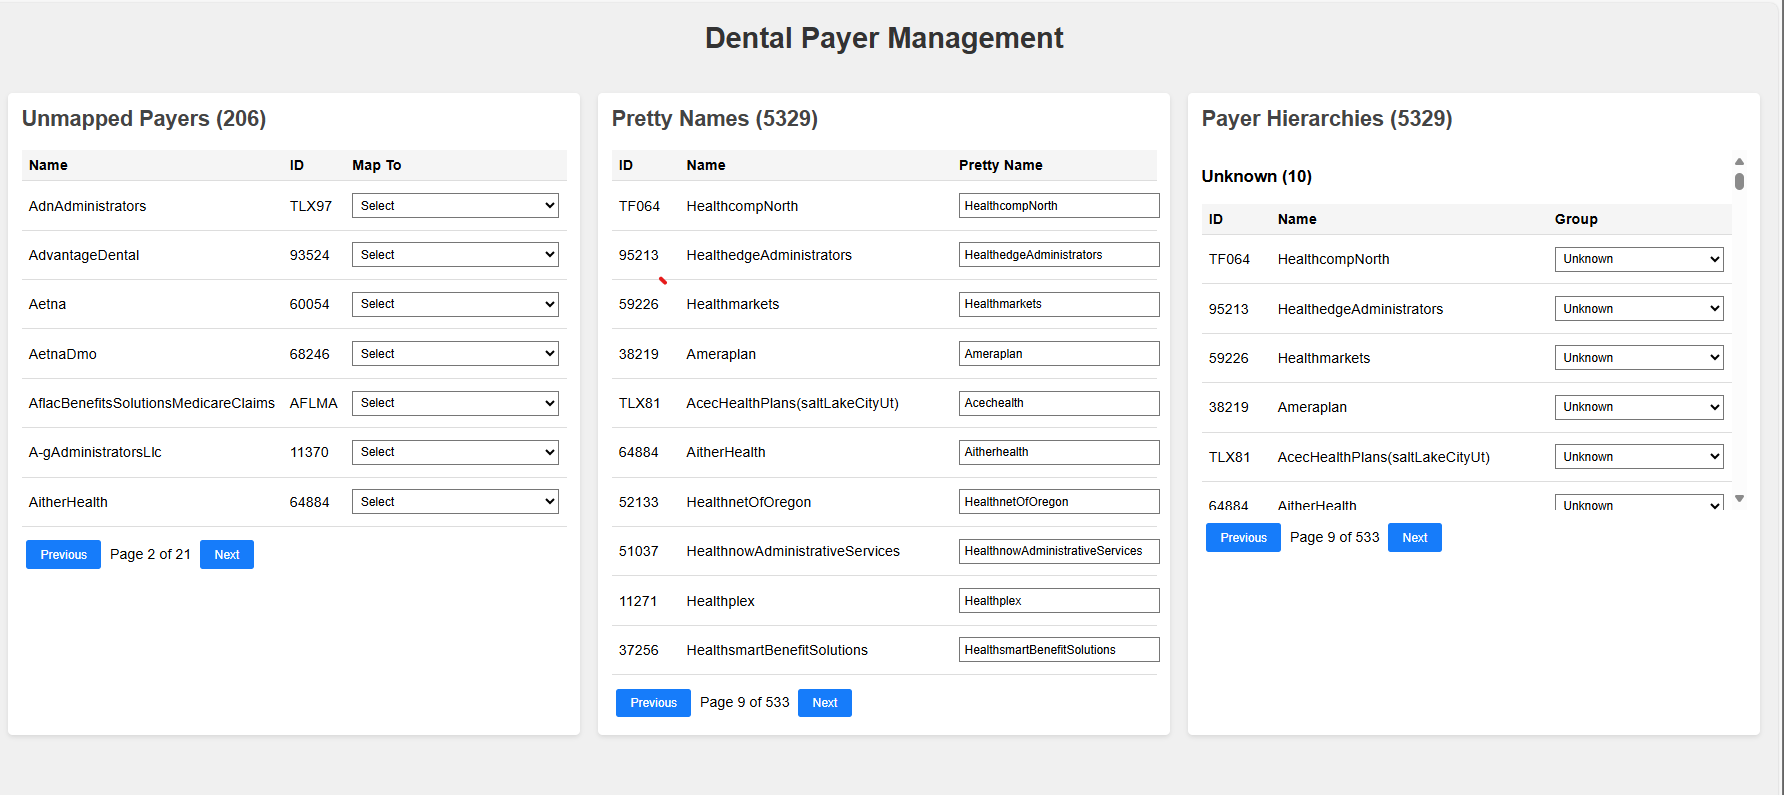 Dental Payer Management
Unmapped Payers (206)
Name ID Map To
AdnAdministrators TLX97 Select
AdvantageDental 93524 Select
Aetna 60054 Select
AetnaDmo 68246 Select
AflacBenefitsSolutionsMedicareClaims AFLMA Select
A-gAdministratorsLlc 11370 Select
AitherHealth 64884 Select
Previous Page 2 of 21 Next
Pretty Names (5329)
ID Name Pretty Name
TF064 HealthcompNorth HealthcompNorth
95213 HealthedgeAdministrators HealthedgeAdministrators
59226 Healthmarkets Healthmarkets
38219 Ameraplan Ameraplan
TLX81 AcecHealthPlans(saltLakeCityUt) Acechealth
64884 AitherHealth Aitherhealth
52133 HealthnetOfOregon HealthnetOfOregon
51037 HealthnowAdministrativeServices HealthnowAdministrativeServices
11271 Healthplex Healthplex
37256 HealthsmartBenefitSolutions HealthsmartBenefitSolutions
Previous Page 9 of 533 Next
Payer Hierarchies (5329)
Unknown (10)
ID Name Group
TF064 HealthcompNorth Unknown
95213 HealthedgeAdministrators Unknown
59226 Healthmarkets Unknown
38219 Ameraplan Unknown
TLX81 AcecHealthPlans(saltLakeCityUt) Unknown
64884 AitherHealth Unknown
Previous Page 9 of 533 Next